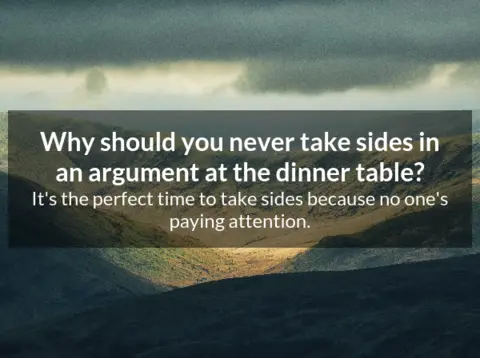 Why should you never take sides in
an argument at the dinner table?
It's the perfect time to take sides because no one's
paying attention.